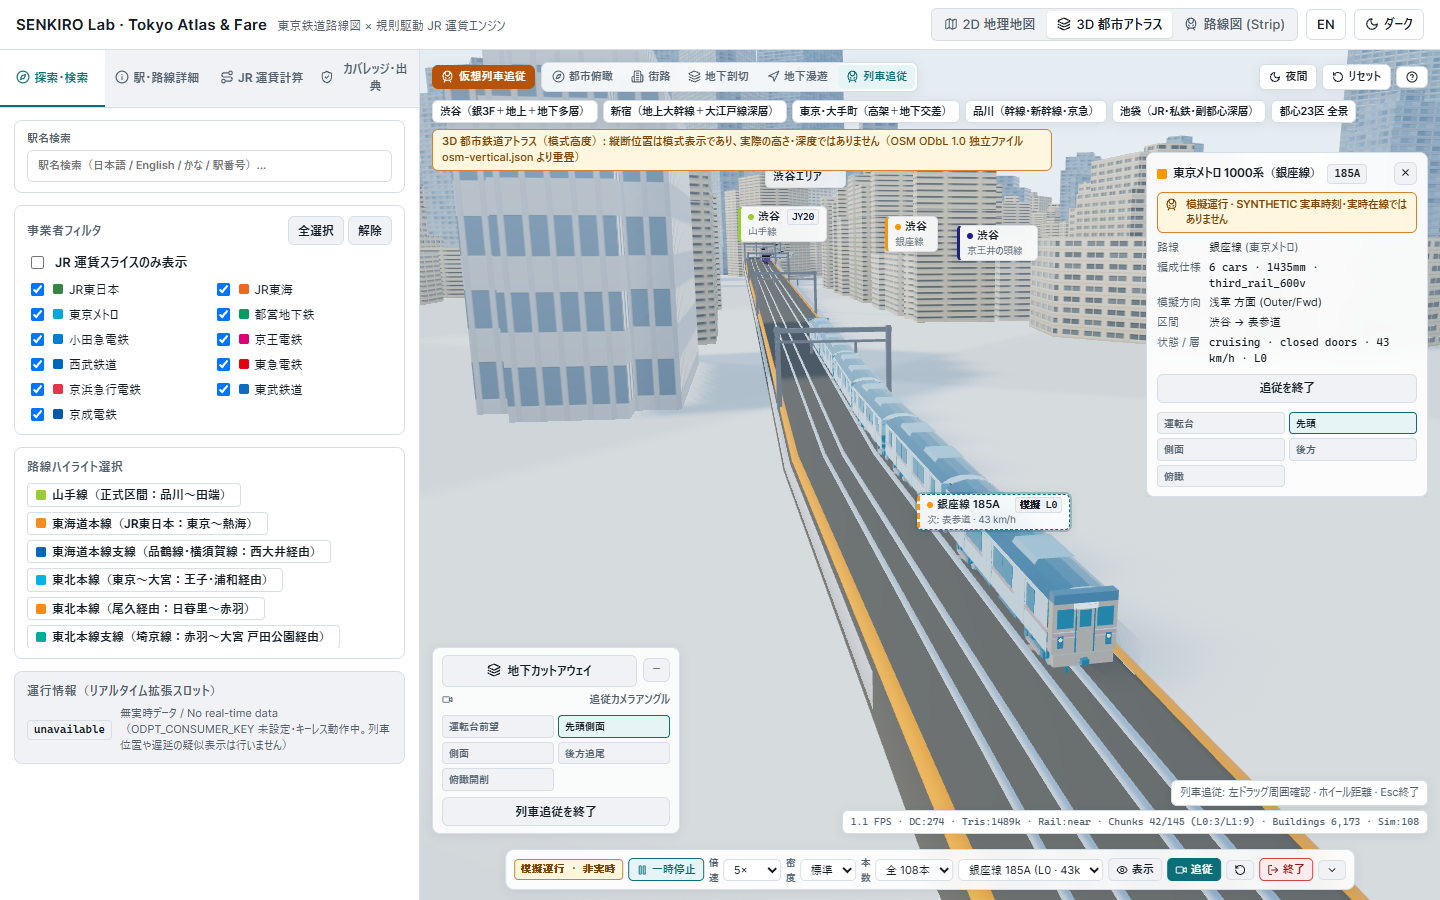 SENKIRO Lab · Tokyo Atlas & Fare 東京鉄道路線図 × 規則駆動 JR 運賃エンジン
2D 地理地図 3D 都市アトラス 路線図 (Strip) EN ダーク
探索・検索 駅・路線詳細 JR 運賃計算 カバレッジ・出典
駅名検索
駅名検索（日本語 / English / かな / 駅番号）...
事業者フィルタ 全選択 解除
JR 運賃スライスのみ表示
JR東日本 JR東海
東京メトロ 都営地下鉄
小田急電鉄 京王電鉄
西武鉄道 東急電鉄
京浜急行電鉄 東武鉄道
京成電鉄
路線ハイライト選択
山手線（正式区間：品川〜田端）
東海道本線（JR東日本：東京〜熱海）
東海道本線支線（品鶴線・横須賀線：西大井経由）
東北本線（東京〜大宮：王子・浦和経由）
東北本線（尾久経由：日暮里〜赤羽）
東北本線支線（埼京線：赤羽〜大宮 戸田公園経由）
運行情報（リアルタイム拡張スロット）
unavailable
無実時データ / No real-time data
（ODPT_CONSUMER_KEY 未設定・キーレス動作中。列車
位置や遅延の疑似表示は行いません）
仮想列車追従 都市俯瞰 街路 地下剖切 地下漫遊 列車追従
夜間 リセット
渋谷（銀3F＋地上＋地下多層） 新宿（地上大幹線＋大江戸線深層） 東京・大手町（高架＋地下交差） 品川（幹線・新幹線・京急） 池袋（JR・私鉄・副都心深層） 都心23区 全景
3D 都市鉄道アトラス（模式高度）: 縦断位置は模式表示であり、実際の高さ・深度ではありません（OSM ODbL 1.0 独立ファイル
osm-vertical.json より重畳）
渋谷エリア
渋谷 JY20
山手線
渋谷
銀座線
渋谷
京王井の頭線
東京メトロ 1000系（銀座線） 185A ×
模擬運行 · SYNTHETIC 実車時刻・実時在線では
ありません
路線 銀座線 (東京メトロ)
編成仕様 6 cars · 1435mm ·
third_rail_600v
模擬方向 浅草 方面 (Outer/Fwd)
区間 渋谷 → 表参道
状態 / 層 cruising · closed doors · 43
km/h · L0
追従を終了
運転台 先頭
側面 後方
俯瞰
銀座線 185A 模擬 L0
次: 表参道 · 43 km/h
地下カットアウェイ −
追従カメラアングル
運転台前望 先頭側面
側面 後方追尾
俯瞰開削
列車追従を終了
列車追従: 左ドラッグ周囲確認 · ホイール距離 · Esc終了
1.1 FPS · DC:274 · Tris:1489k · Rail:near · Chunks 42/145 (L0:3/L1:9) · Buildings 6,173 · Sim:108
模擬運行 · 非実時 一時停止 倍速 5× 密度 標準 本数 全 108本 銀座線 185A (L0 · 43k 表示 追従 終了